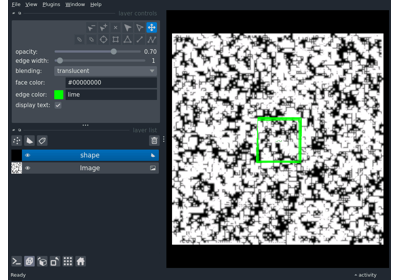 File View Plugins Window Help
layer controls
opacity: 0.70
edge width: 1
blending: translucent
face color: #00000000
edge color: lime
display text:
layer list
shape
Image
Ready
activity